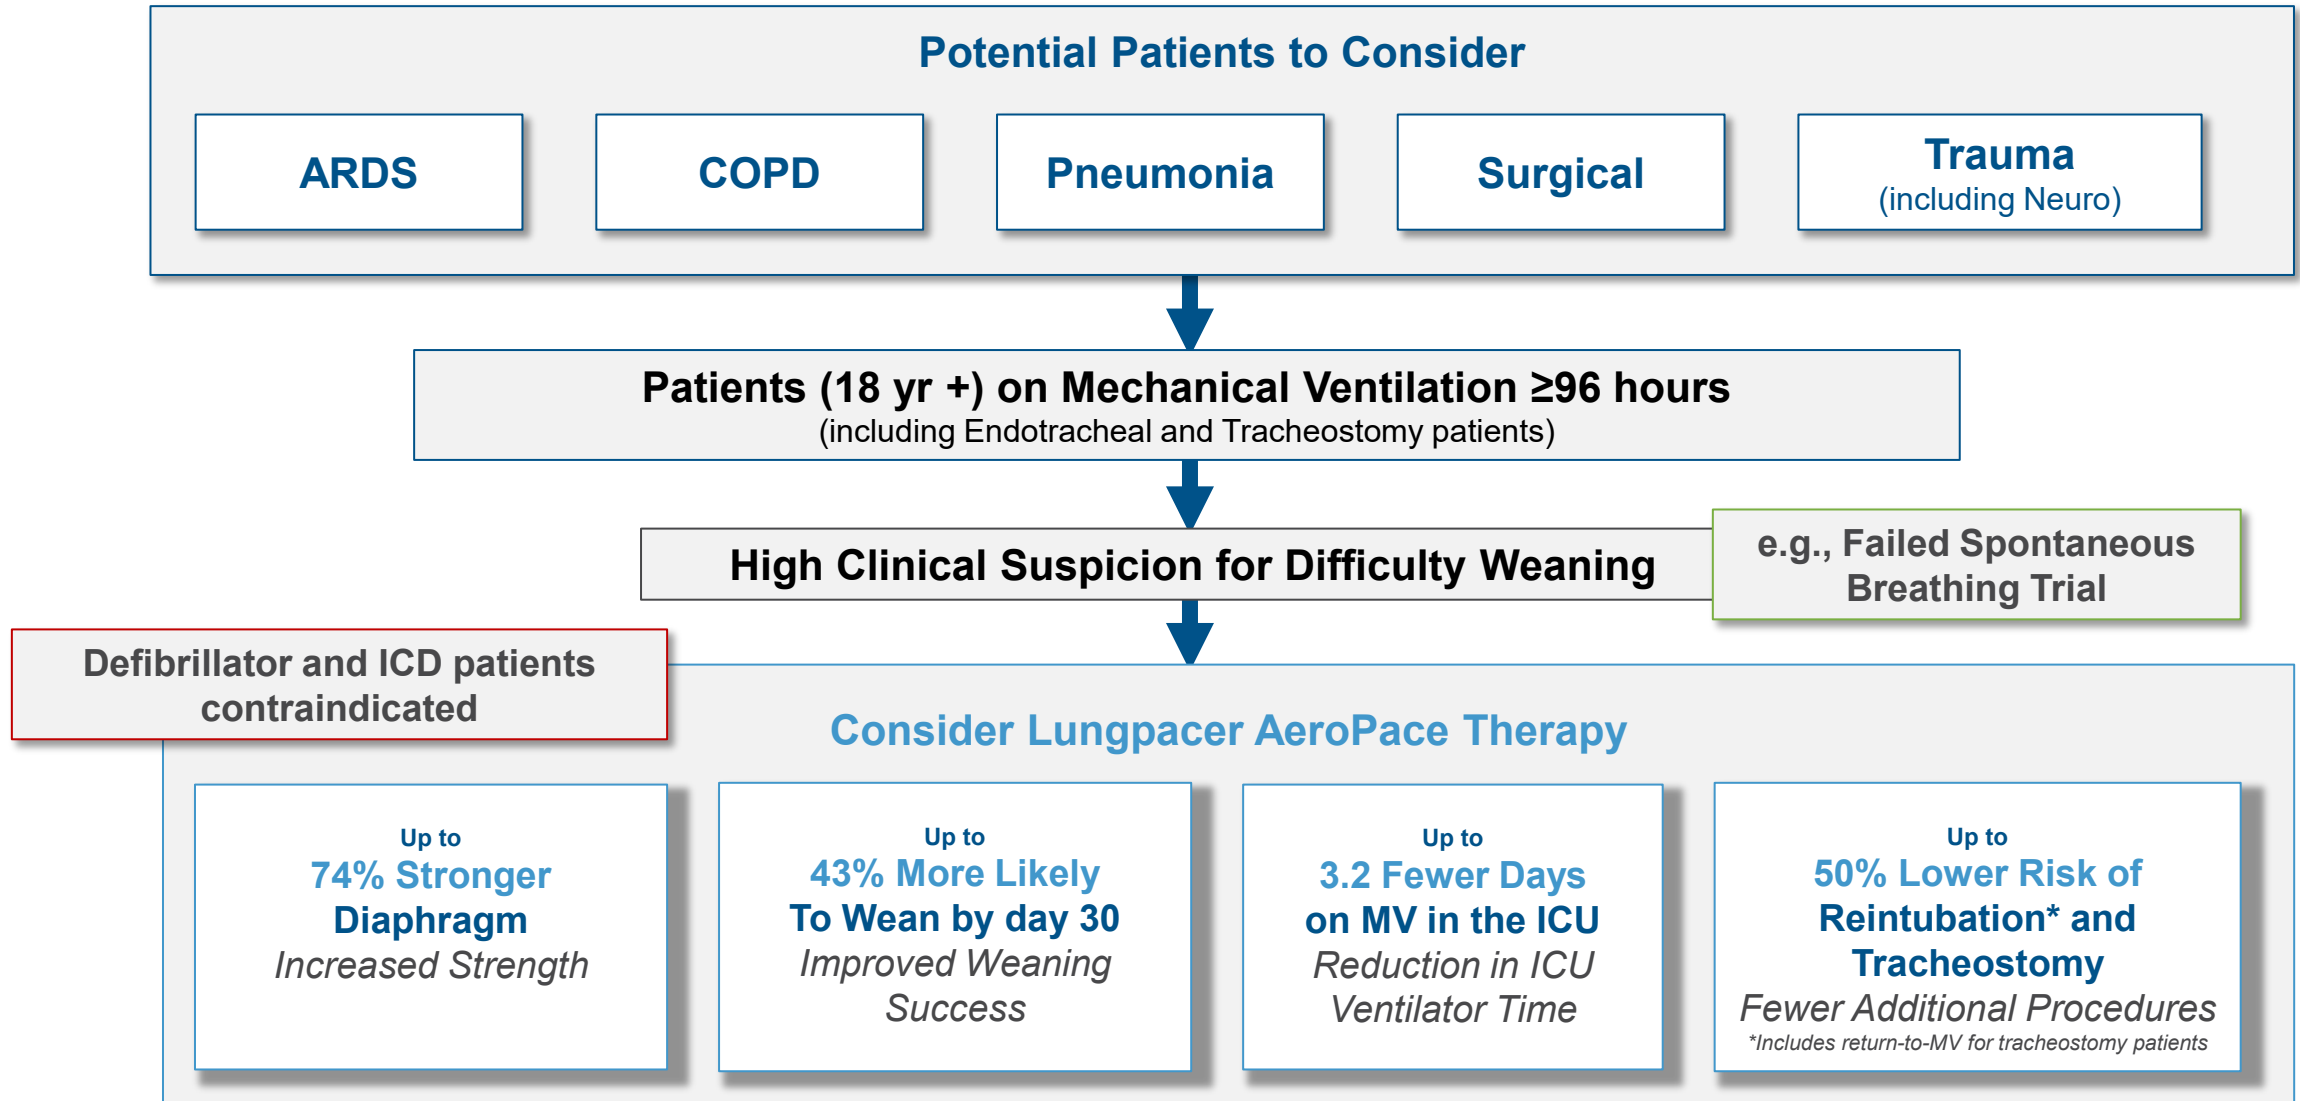 Potential Patients to Consider
ARDS
COPD
Pneumonia
Surgical
Trauma
(including Neuro)
Patients (18 yr +) on Mechanical Ventilation ≥96 hours
(including Endotracheal and Tracheostomy patients)
High Clinical Suspicion for Difficulty Weaning
e.g., Failed Spontaneous
Breathing Trial
Defibrillator and ICD patients
contraindicated
Consider Lungpacer AeroPace Therapy
Up to
74% Stronger
Diaphragm
Increased Strength
Up to
43% More Likely
To Wean by day 30
Improved Weaning
Success
Up to
3.2 Fewer Days
on MV in the ICU
Reduction in ICU
Ventilator Time
Up to
50% Lower Risk of
Reintubation* and
Tracheostomy
Fewer Additional Procedures
*Includes return-to-MV for tracheostomy patients